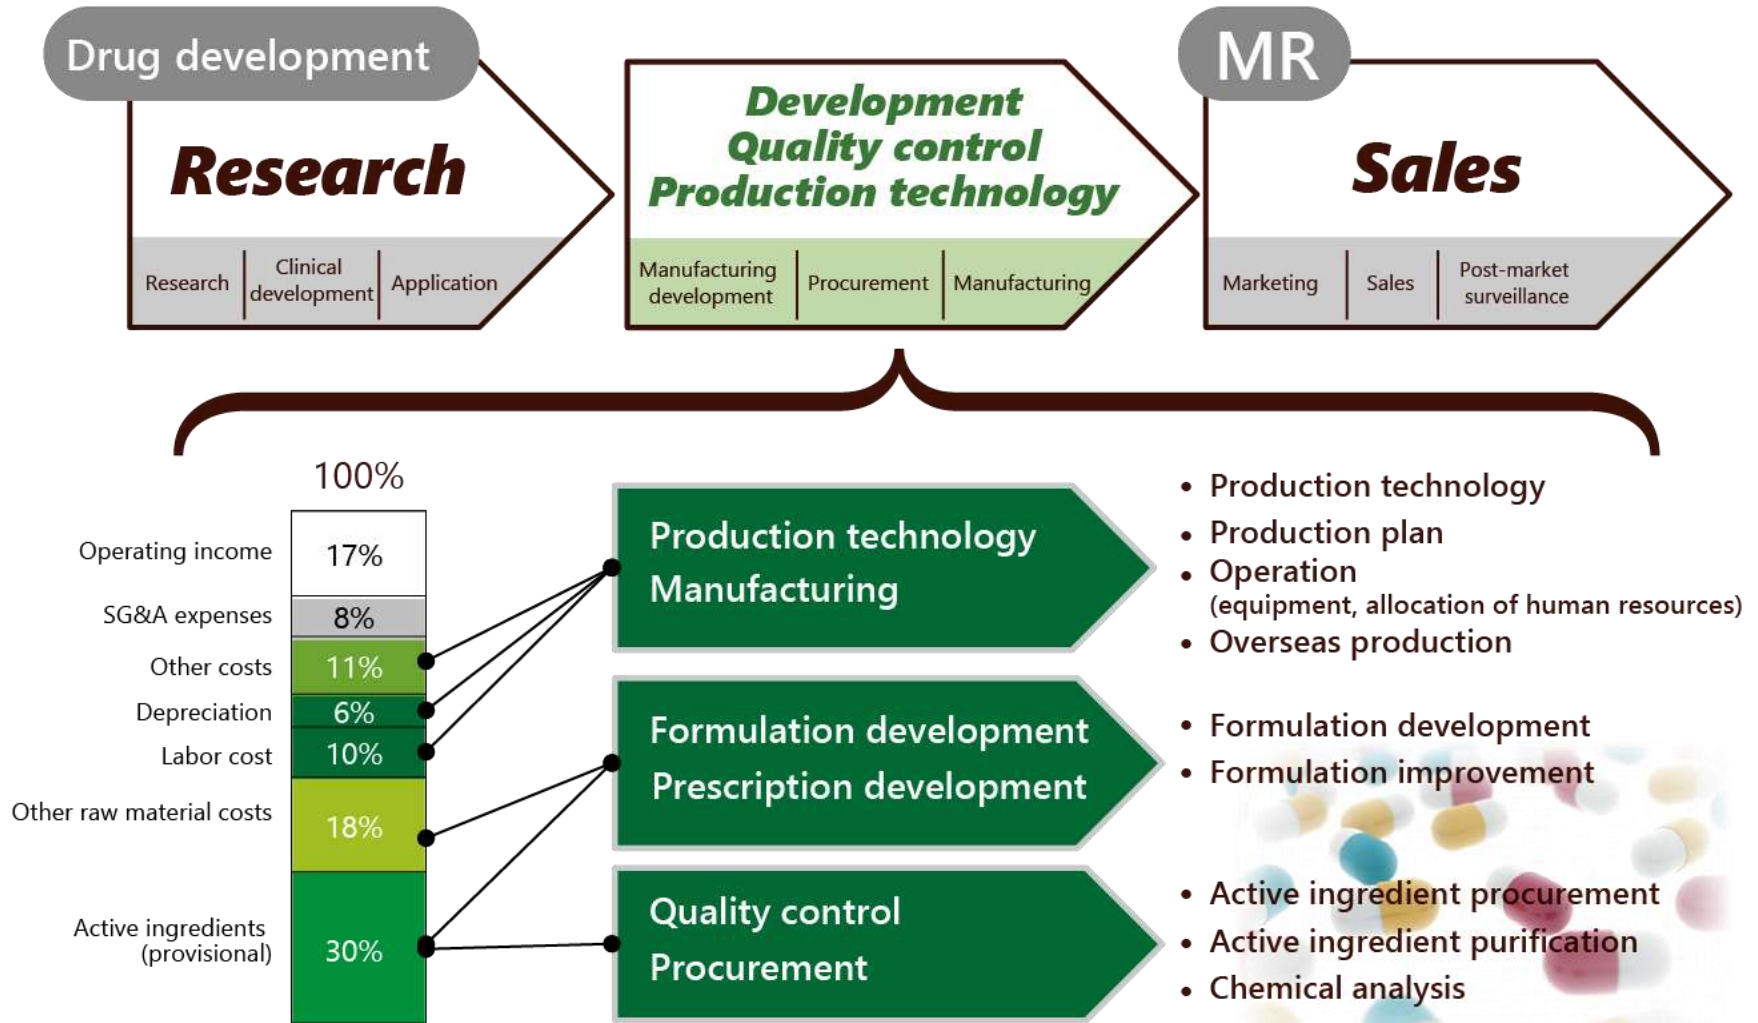 Drug development
Research
Research
Clinical
development
Application
Development
Quality control
Production technology
Manufacturing
development
Procurement
Manufacturing
MR
Sales
Marketing
Sales
Post-market
surveillance
100%
Operating income
17%
SG&A expenses
8%
Other costs
11%
Depreciation
6%
Labor cost
10%
Other raw material costs
18%
Active ingredients
(provisional)
30%
Production technology
Manufacturing
• Production technology
• Production plan
• Operation
(equipment, allocation of human resources)
• Overseas production
Formulation development
Prescription development
• Formulation development
• Formulation improvement
Quality control
Procurement
• Active ingredient procurement
• Active ingredient purification
• Chemical analysis